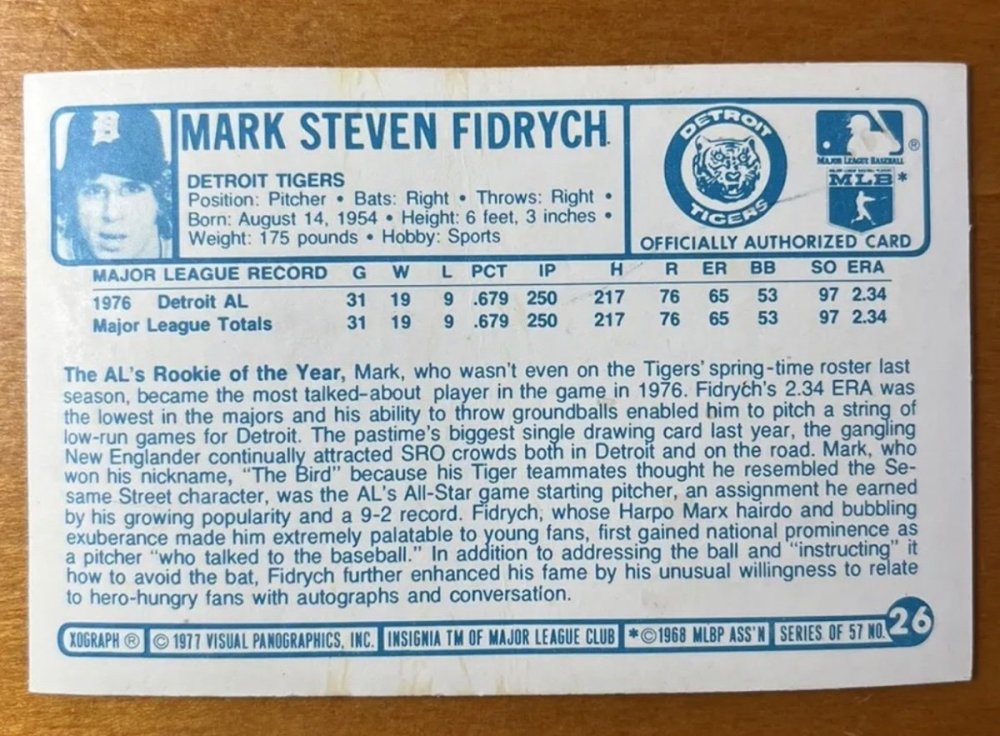 MARK STEVEN FIDRYCH.
DETROIT TIGERS
Position: Pitcher • Bats: Right • Throws: Right •
Born: August 14, 1954 • Height: 6 feet, 3 inches •
Weight: 175 pounds • Hobby: Sports
D
DETROIT
TIGERS
®
MAJOR LEAGUE BASEBALL
MLB*
OFFICIALLY AUTHORIZED CARD
MAJOR LEAGUE RECORD G W L PCT IP H R ER BB SO ERA
1976 Detroit AL 31 19 9 .679 250 217 76 65 53 97 2.34
Major League Totals 31 19 9 .679 250 217 76 65 53 97 2.34
The AL's Rookie of the Year, Mark, who wasn't even on the Tigers' spring-time roster last
season, became the most talked-about player in the game in 1976. Fidrych's 2.34 ERA was
the lowest in the majors and his ability to throw groundballs enabled him to pitch a string of
low-run games for Detroit. The pastime's biggest single drawing card last year, the gangling
New Englander continually attracted SRO crowds both in Detroit and on the road. Mark, who
won his nickname, "The Bird" because his Tiger teammates thought he resembled the Se-
same Street character, was the AL's All-Star game starting pitcher, an assignment he earned
by his growing popularity and a 9-2 record. Fidrych, whose Harpo Marx hairdo and bubbling
exuberance made him extremely palatable to young fans, first gained national prominence as
a pitcher "who talked to the baseball." In addition to addressing the ball and "instructing" it
how to avoid the bat, Fidrych further enhanced his fame by his unusual willingness to relate
to hero-hungry fans with autographs and conversation.
XOGRAPH ® © 1977 VISUAL PANOGRAPHICS, INC. INSIGNIA TM OF MAJOR LEAGUE CLUB *©1968 MLBP ASS'N SERIES OF 57 NO. 26